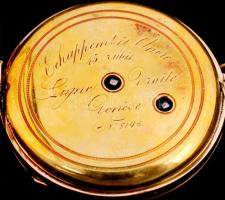 Echappement à Ancre
15 rubis
Ligne Droite
Genève